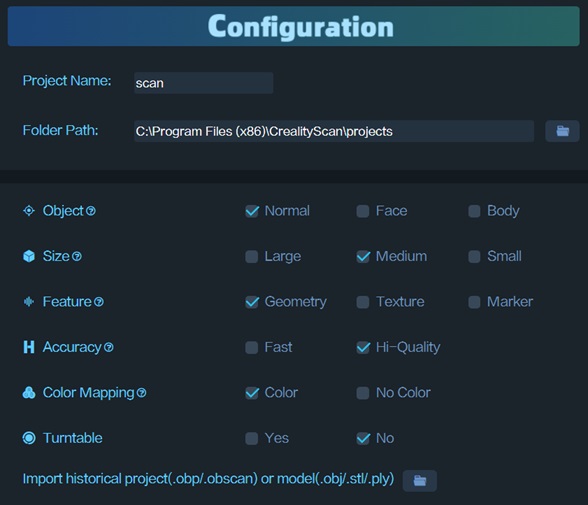 Configuration
Project Name: scan
Folder Path: C:\Program Files (x86)\CrealityScan\projects
Object Normal Face Body
Size Large Medium Small
Feature Geometry Texture Marker
Accuracy Fast Hi-Quality
Color Mapping Color No Color
Turntable Yes No
Import historical project(.obp/.obscan) or model(.obj/.stl/.ply)